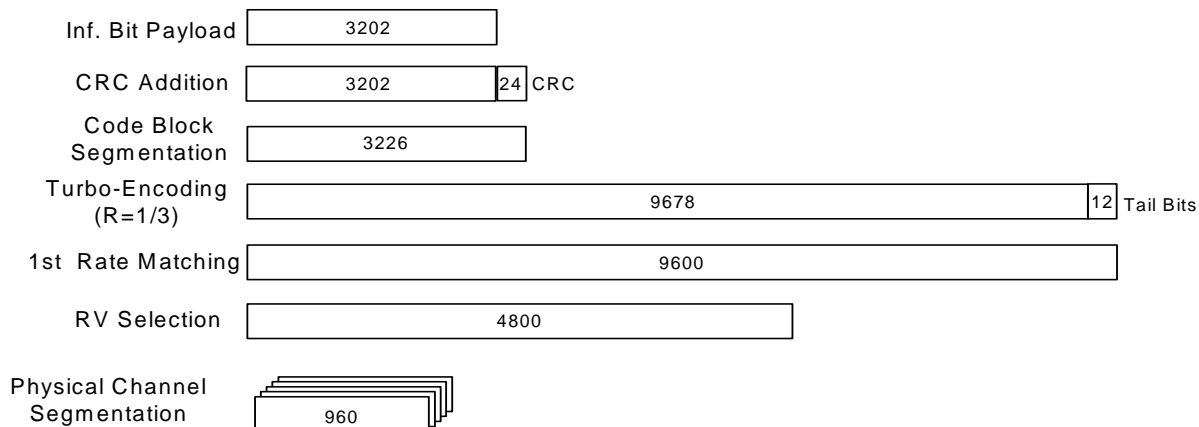 Inf. Bit Payload 3202
CRC Addition 3202 24 CRC
Code Block
Segmentation 3226
Turbo-Encoding
(R=1/3) 9678 12 Tail Bits
1st Rate Matching 9600
RV Selection 4800
Physical Channel
Segmentation 960